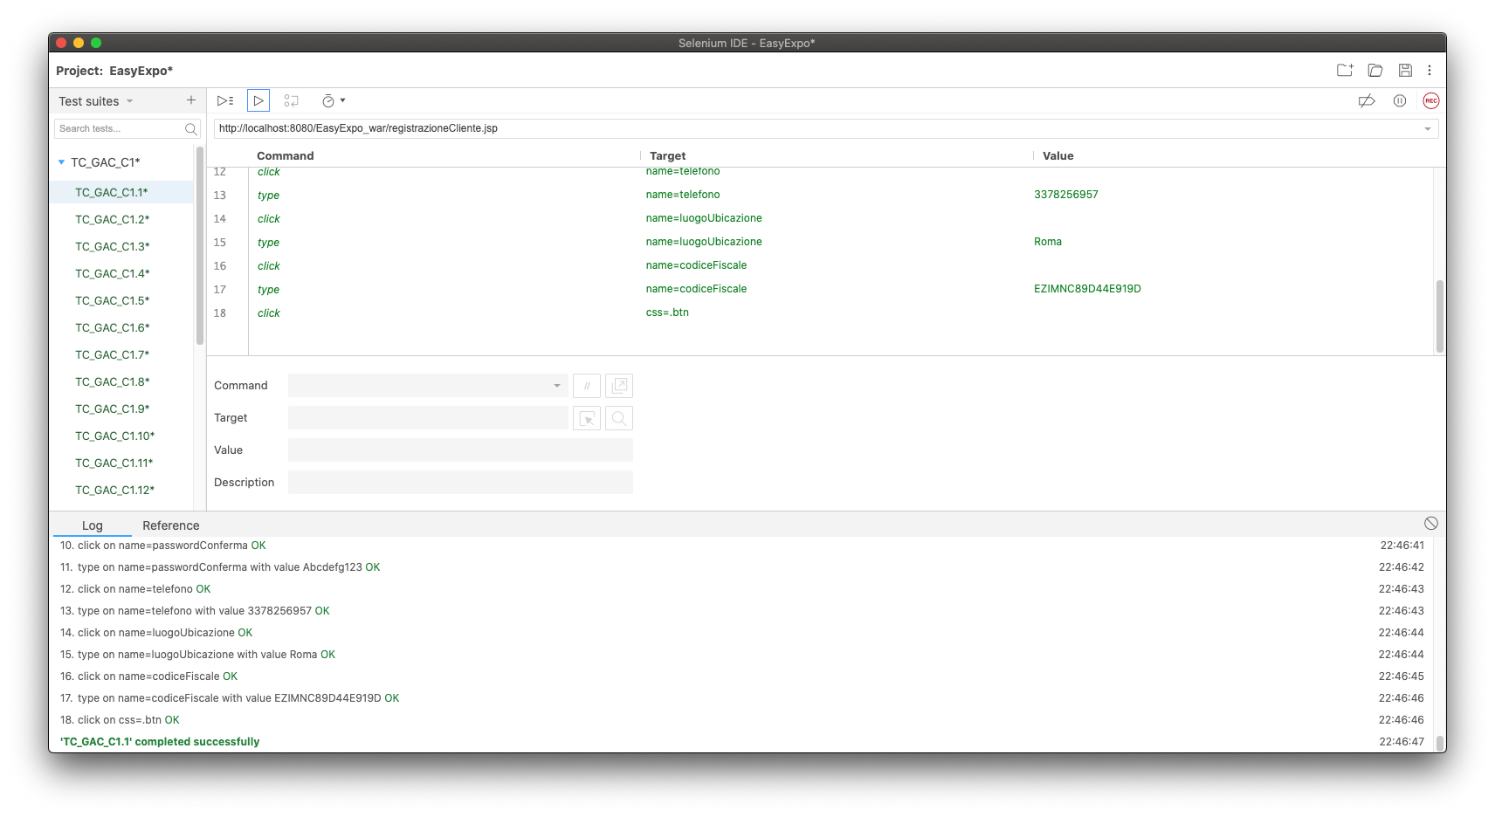 Selenium IDE - EasyExpo*
Project: EasyExpo*
Test suites
+
REC
Search tests...
http://localhost:8080/EasyExpo_war/registrazioneCliente.jsp
Command Target Value
TC_GAC_C1*
TC_GAC_C1.1*
TC_GAC_C1.2*
TC_GAC_C1.3*
TC_GAC_C1.4*
TC_GAC_C1.5*
TC_GAC_C1.6*
TC_GAC_C1.7*
TC_GAC_C1.8*
TC_GAC_C1.9*
TC_GAC_C1.10*
TC_GAC_C1.11*
TC_GAC_C1.12*
12 click name=telefono
13 type name=telefono 3378256957
14 click name=luogoUbicazione
15 type name=luogoUbicazione Roma
16 click name=codiceFiscale
17 type name=codiceFiscale EZIMNC89D44E919D
18 click css=.btn
Command //
Target
Value
Description
Log Reference
10. click on name=passwordConferma OK 22:46:41
11. type on name=passwordConferma with value Abcdefg123 OK 22:46:42
12. click on name=telefono OK 22:46:43
13. type on name=telefono with value 3378256957 OK 22:46:43
14. click on name=luogoUbicazione OK 22:46:44
15. type on name=luogoUbicazione with value Roma OK 22:46:44
16. click on name=codiceFiscale OK 22:46:45
17. type on name=codiceFiscale with value EZIMNC89D44E919D OK 22:46:46
18. click on css=.btn OK 22:46:46
'TC_GAC_C1.1' completed successfully 22:46:47